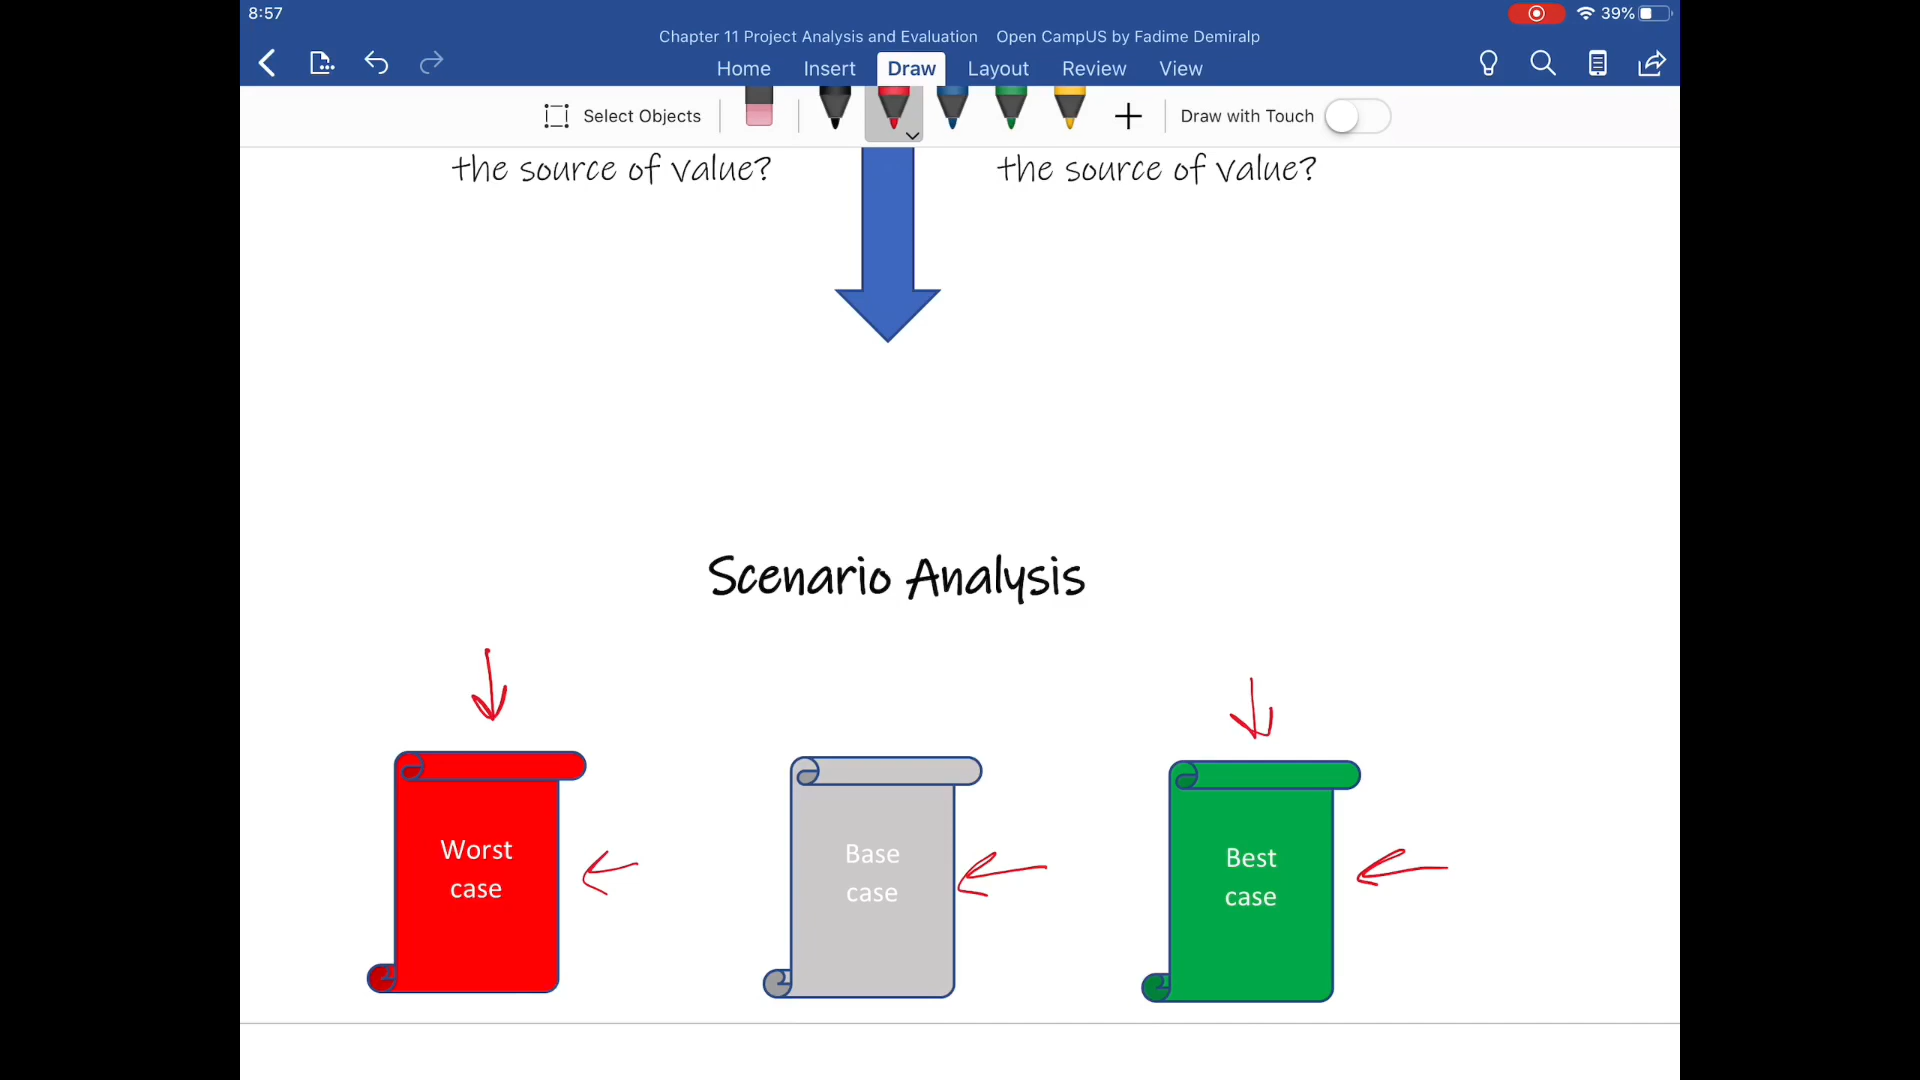 8:57
39%
Chapter 11 Project Analysis and Evaluation Open CampUS by Fadime Demiralp
Home Insert Draw Layout Review View
Select Objects
Draw with Touch
the source of value? the source of value?
Scenario Analysis
Worst
case
Base
case
Best
case